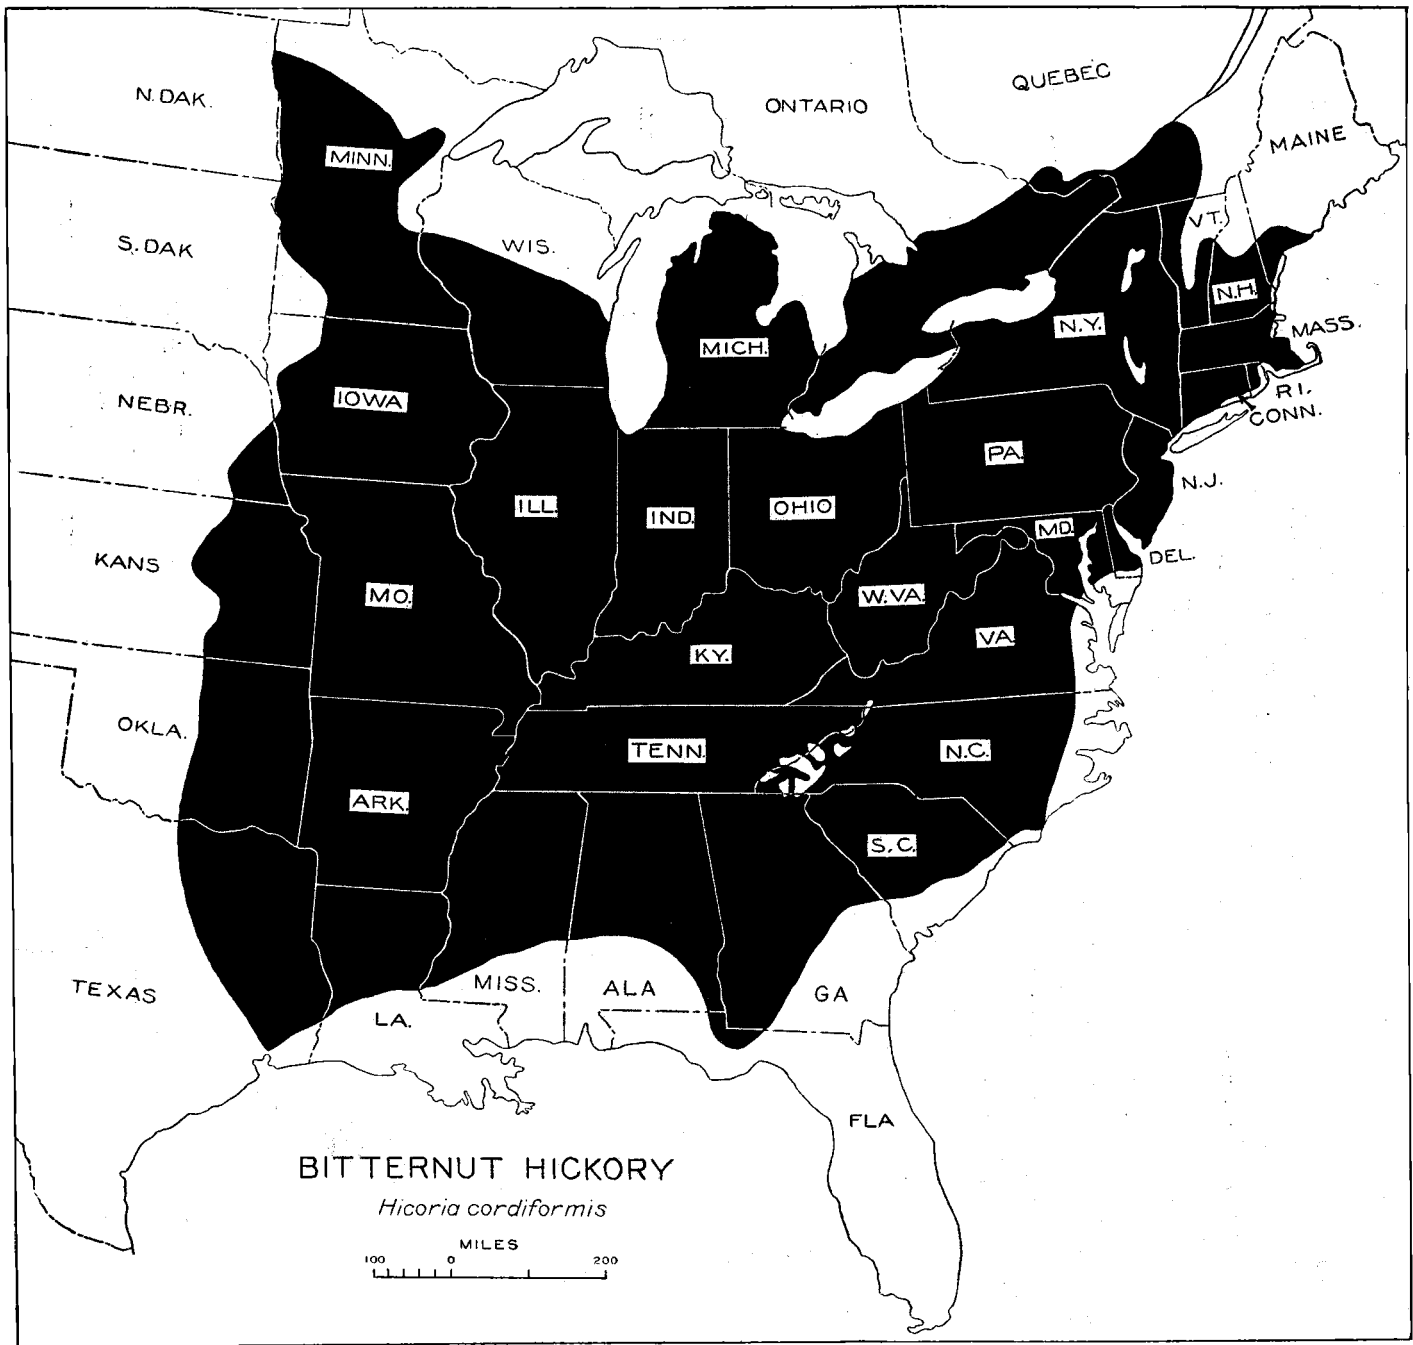 QUEBEC
N. DAK.
ONTARIO
MAINE
MINN.
VT.
S. DAK
WIS.
N.H.
N.Y.
MASS.
MICH.
NEBR.
IOWA
R I.
CONN.
PA.
N.J.
ILL.
IND.
OHIO
MD.
KANS
DEL.
MO.
W.VA.
VA.
KY.
OKLA.
TENN.
N.C.
ARK.
S.C.
TEXAS
MISS.
ALA
GA
LA.
FLA
BITTERNUT HICKORY
Hicoria cordiformis
MILES
100 0 200